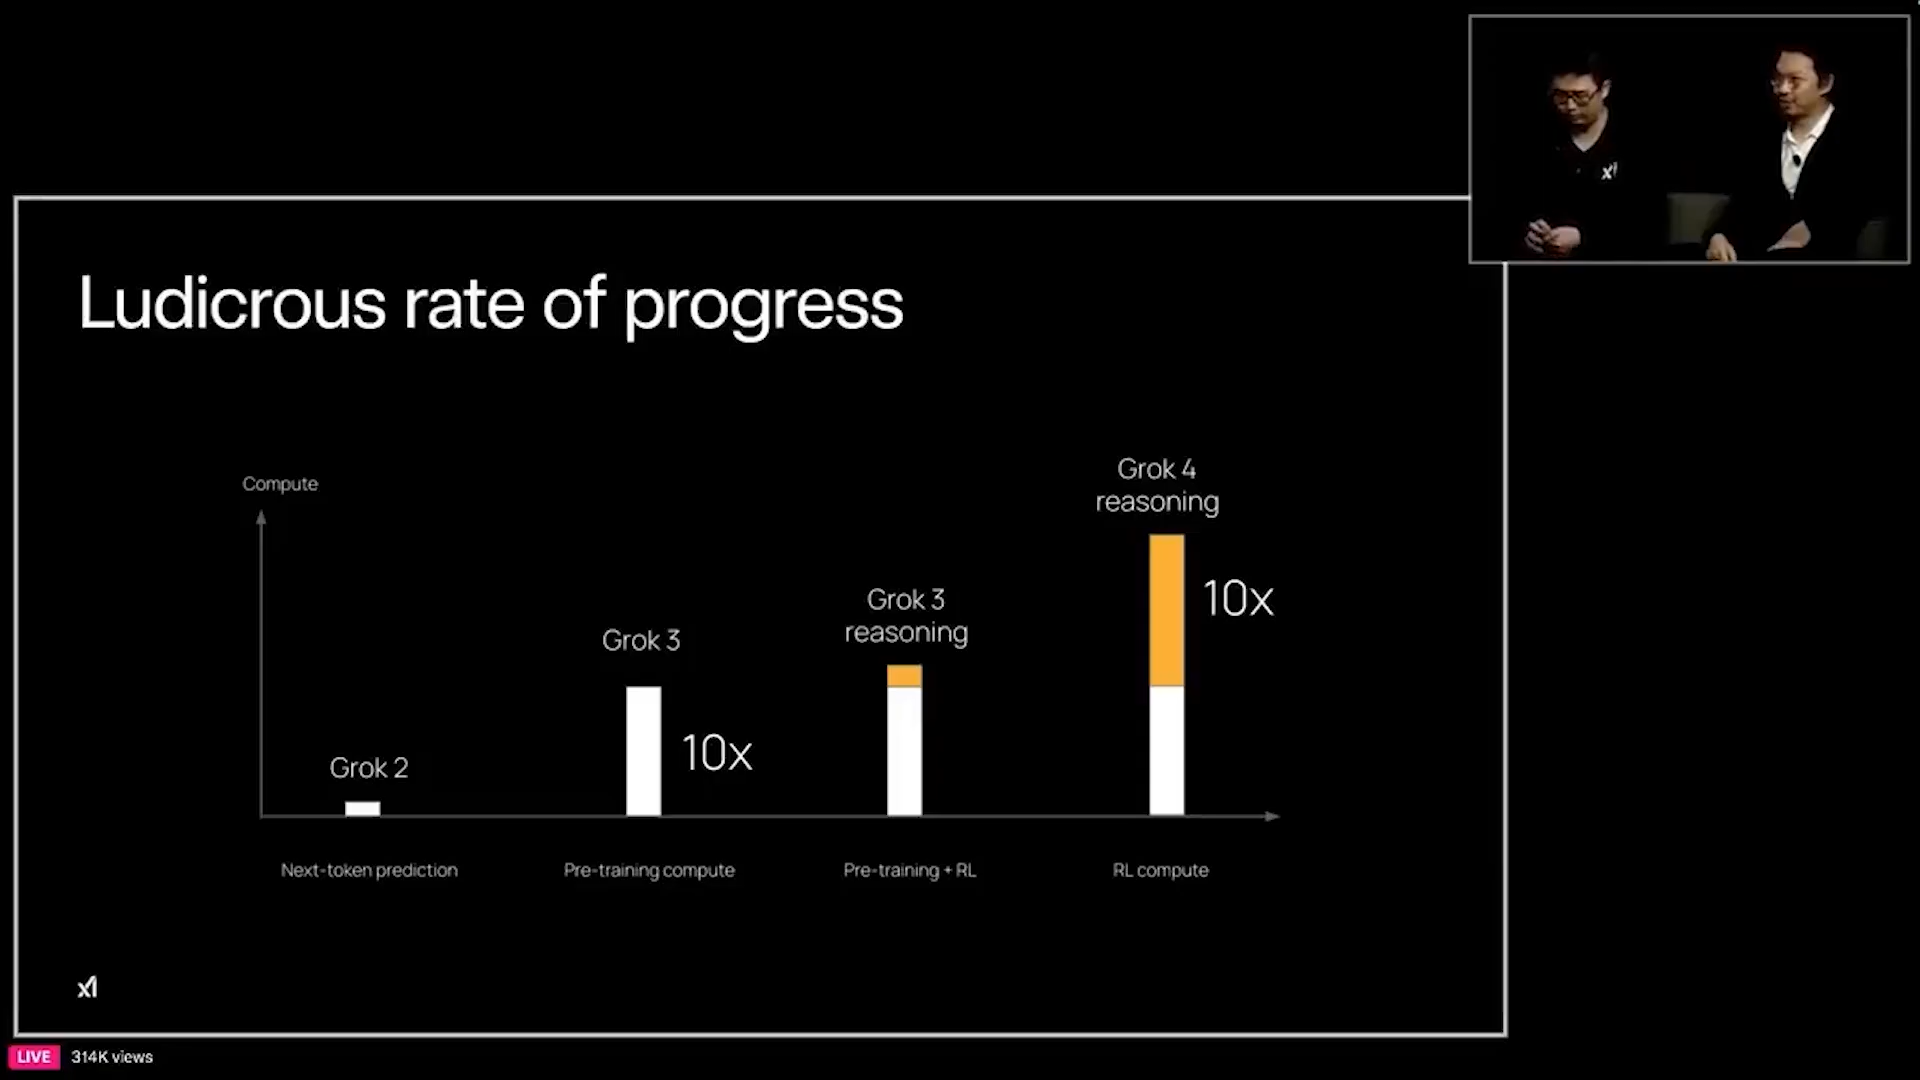 Ludicrous rate of progress
Compute
Grok 2
Grok 3
10x
Grok 3
reasoning
Grok 4
reasoning
10x
Next-token prediction
Pre-training compute
Pre-training + RL
RL compute
xI
xI
LIVE 314K views